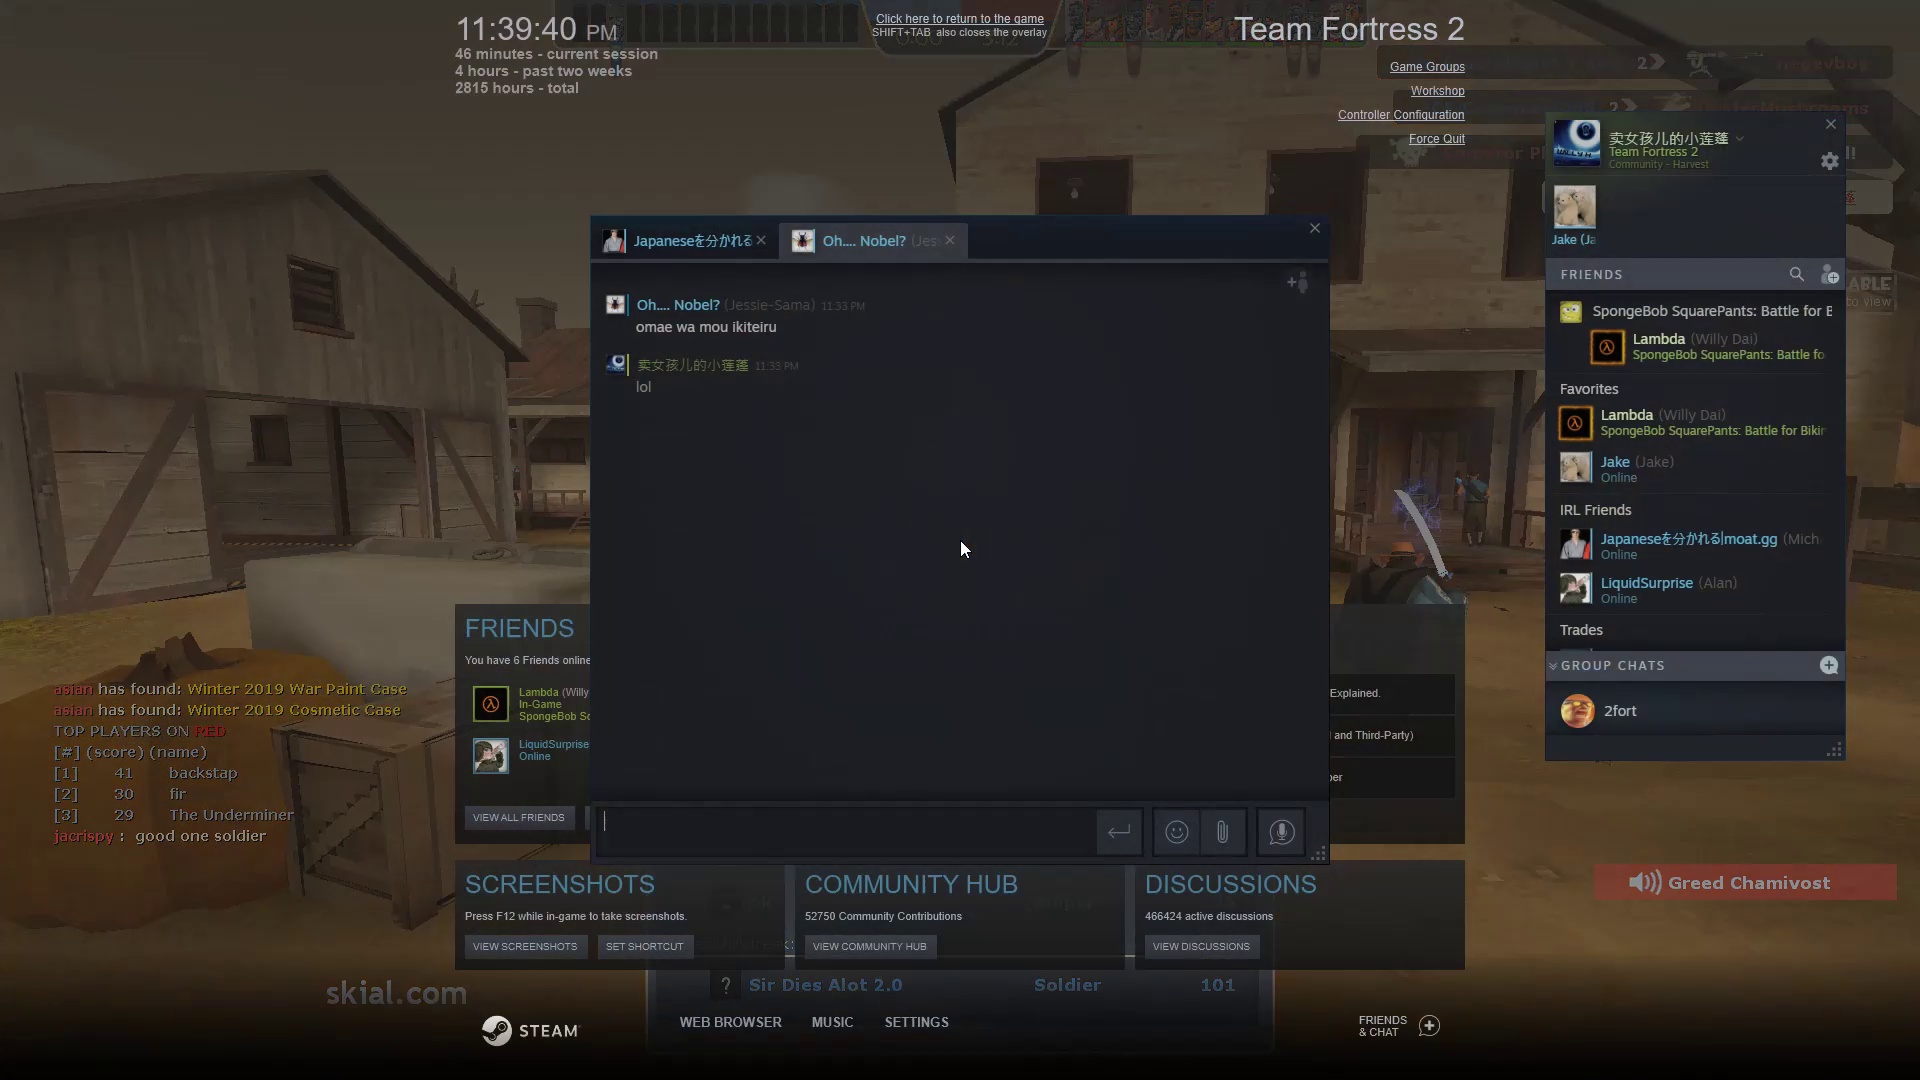 11:39:40 PM
46 minutes - current session
4 hours - past two weeks
2815 hours - total
Click here to return to the game
SHIFT+TAB also closes the overlay
Team Fortress 2
Game Groups
Workshop
Controller Configuration
Force Quit
卖女孩儿的小莲蓬
Team Fortress 2
Community - Harvest
Jake (Ja
FRIENDS
SpongeBob SquarePants: Battle for B
Lambda (Willy Dai)
SpongeBob SquarePants: Battle fo
Favorites
Lambda (Willy Dai)
SpongeBob SquarePants: Battle for Bikin
Jake (Jake)
Online
IRL Friends
Japaneseを分かれる|moat.gg (Mich
Online
LiquidSurprise (Alan)
Online
Trades
GROUP CHATS
2fort
Japaneseを分かれる
Oh.... Nobel? (Jes
Oh.... Nobel? (Jessie-Sama) 11:33 PM
omae wa mou ikiteiru
卖女孩儿的小莲蓬 11:33 PM
lol
FRIENDS
You have 6 Friends online
Lambda (Willy
In-Game
SpongeBob Sq
LiquidSurprise
Online
VIEW ALL FRIENDS
Explained.
and Third-Party)
per
asian has found: Winter 2019 War Paint Case
asian has found: Winter 2019 Cosmetic Case
TOP PLAYERS ON RED
[#] (score) (name)
[1] 41 backstap
[2] 30 fir
[3] 29 The Underminer
jacrispy : good one soldier
SCREENSHOTS
Press F12 while in-game to take screenshots.
VIEW SCREENSHOTS
SET SHORTCUT
COMMUNITY HUB
52750 Community Contributions
VIEW COMMUNITY HUB
DISCUSSIONS
466424 active discussions
VIEW DISCUSSIONS
Greed Chamivost
skial.com
? Sir Dies Alot 2.0 Soldier 101
STEAM
WEB BROWSER
MUSIC
SETTINGS
FRIENDS
& CHAT